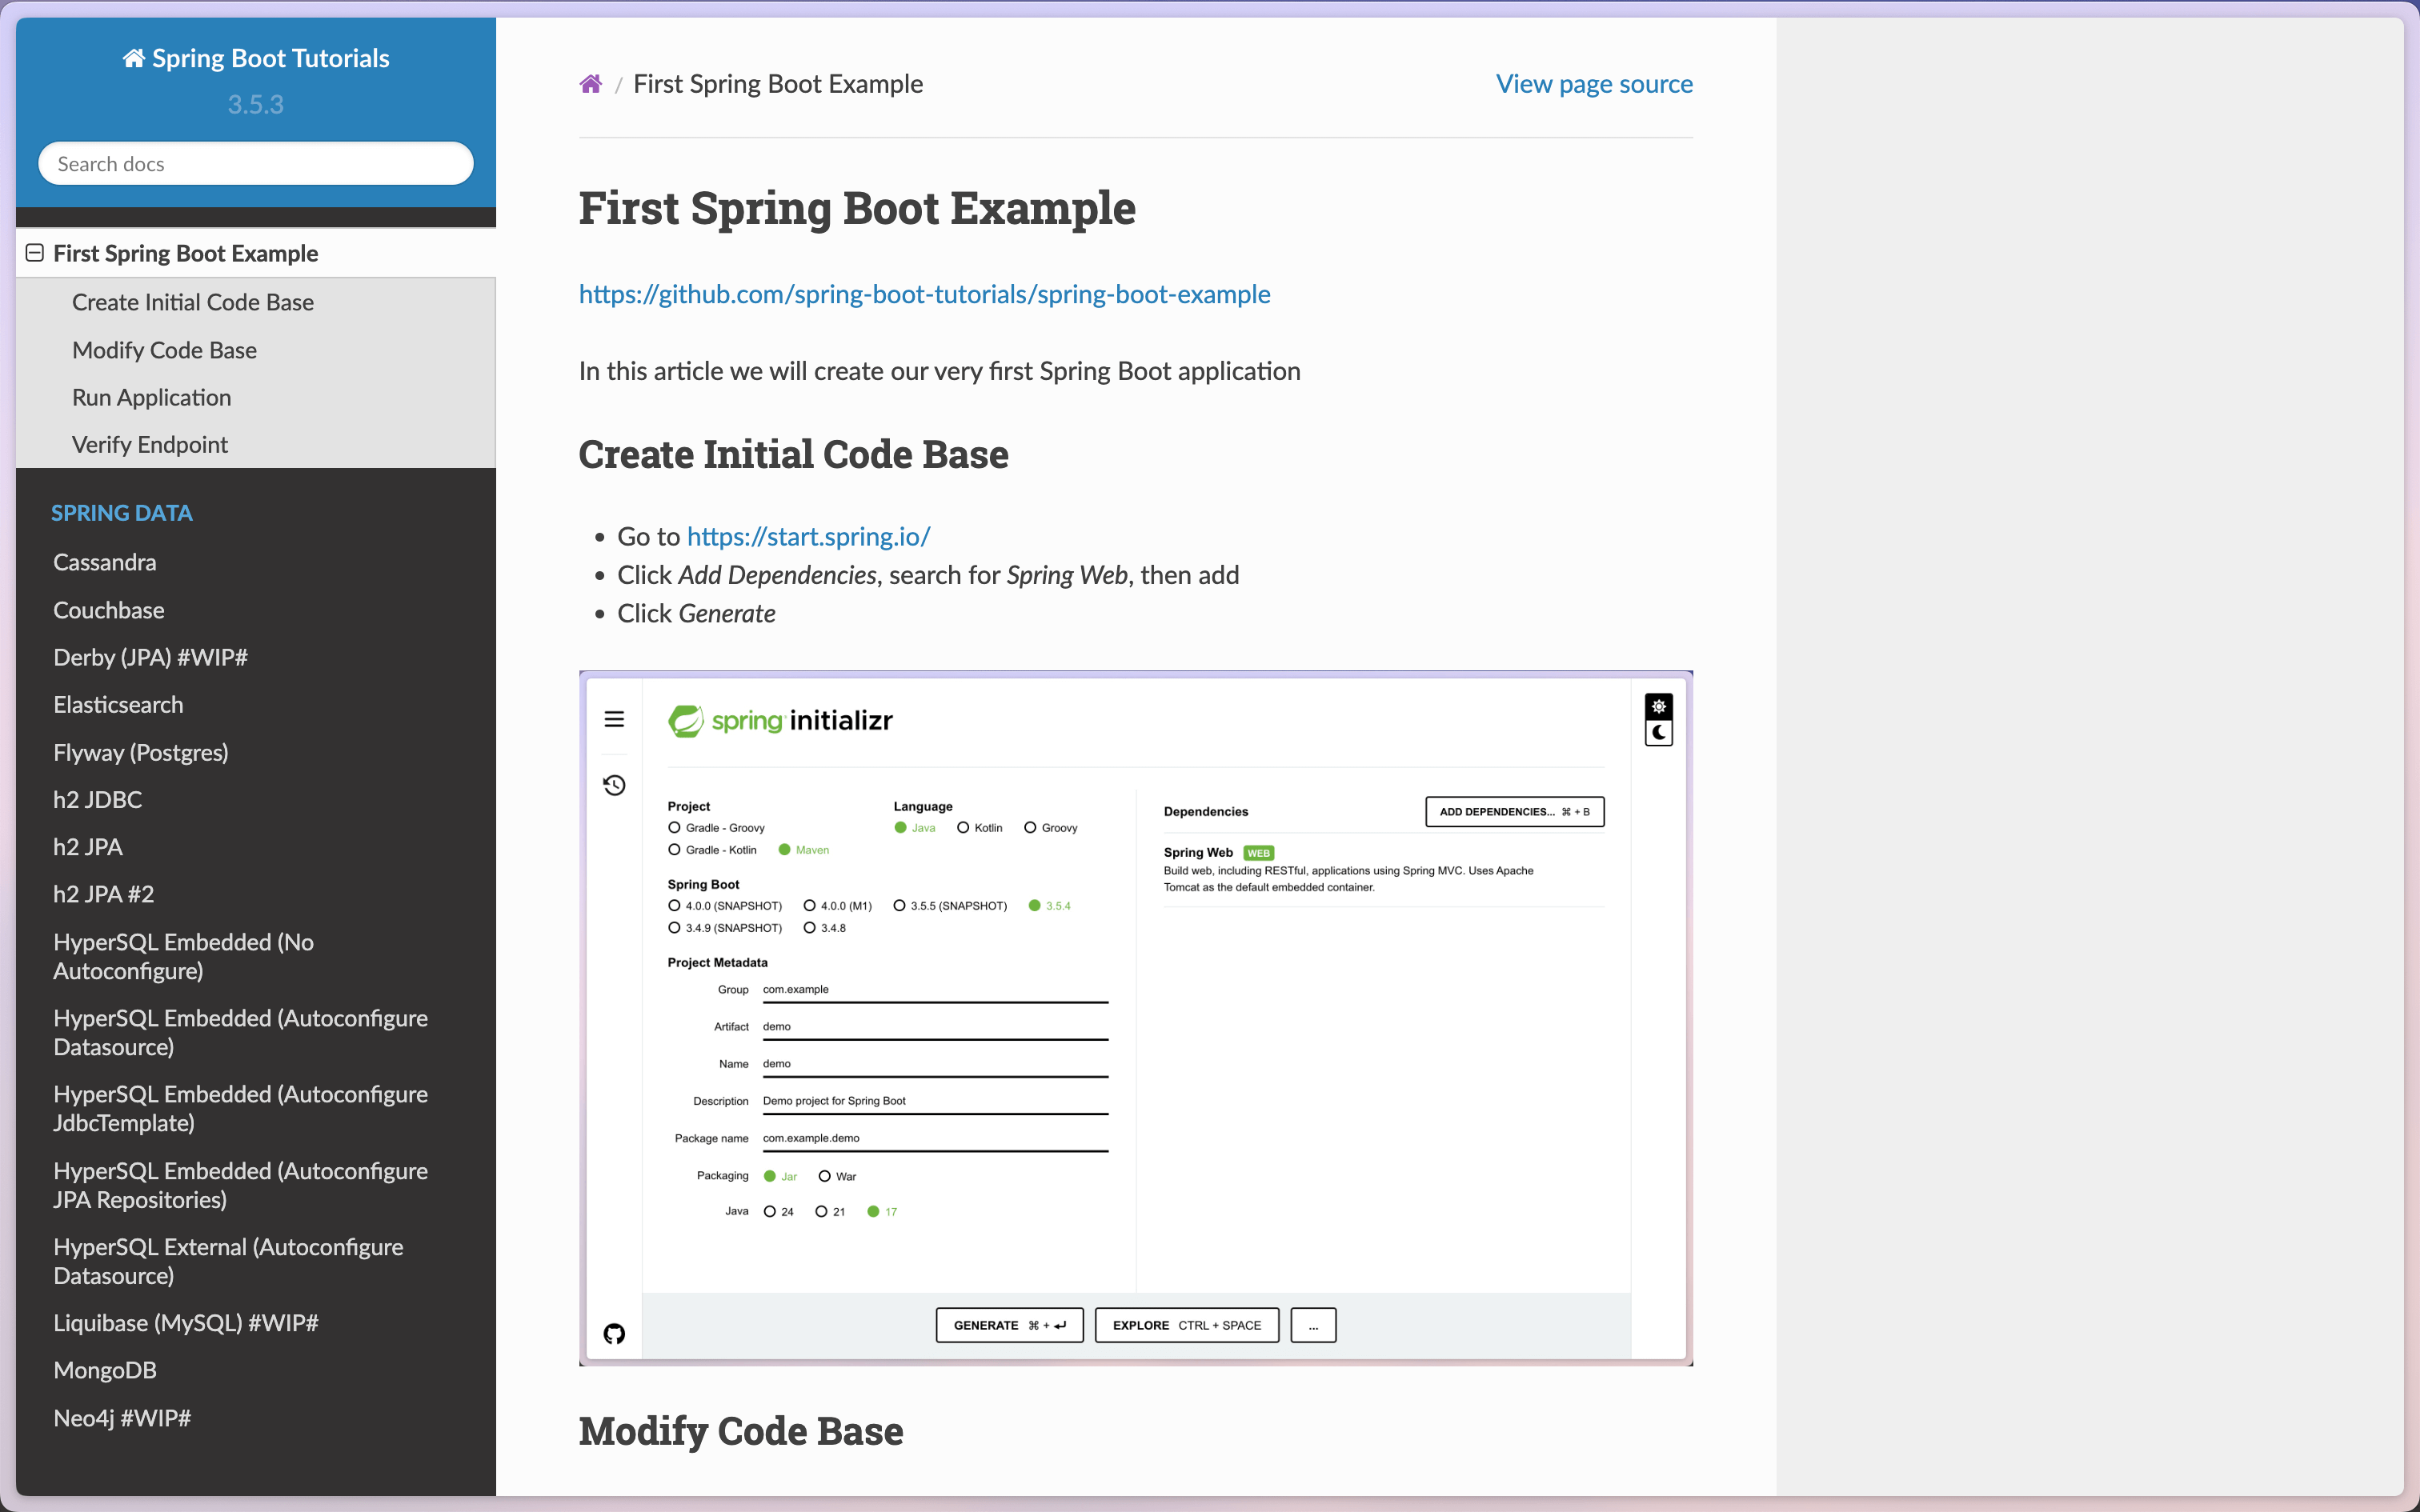 Spring Boot Tutorials
3.5.3
Search docs
First Spring Boot Example
Create Initial Code Base
Modify Code Base
Run Application
Verify Endpoint
SPRING DATA
Cassandra
Couchbase
Derby (JPA) #WIP#
Elasticsearch
Flyway (Postgres)
h2 JDBC
h2 JPA
h2 JPA #2
HyperSQL Embedded (No
Autoconfigure)
HyperSQL Embedded (Autoconfigure
Datasource)
HyperSQL Embedded (Autoconfigure
JdbcTemplate)
HyperSQL Embedded (Autoconfigure
JPA Repositories)
HyperSQL External (Autoconfigure
Datasource)
Liquibase (MySQL) #WIP#
MongoDB
Neo4j #WIP#
/ First Spring Boot Example
View page source
First Spring Boot Example
https://github.com/spring-boot-tutorials/spring-boot-example
In this article we will create our very first Spring Boot application
Create Initial Code Base
• Go to https://start.spring.io/
• Click Add Dependencies, search for Spring Web, then add
• Click Generate
spring initializr
Project
Gradle - Groovy
Gradle - Kotlin Maven
Language
Java Kotlin Groovy
Spring Boot
4.0.0 (SNAPSHOT) 4.0.0 (M1) 3.5.5 (SNAPSHOT) 3.5.4
3.4.9 (SNAPSHOT) 3.4.8
Project Metadata
Group com.example
Artifact demo
Name demo
Description Demo project for Spring Boot
Package name com.example.demo
Packaging Jar War
Java 24 21 17
Dependencies
ADD DEPENDENCIES... ⌘ + B
Spring Web WEB
Build web, including RESTful, applications using Spring MVC. Uses Apache
Tomcat as the default embedded container.
GENERATE ⌘ + ⏎
EXPLORE CTRL + SPACE
...
Modify Code Base